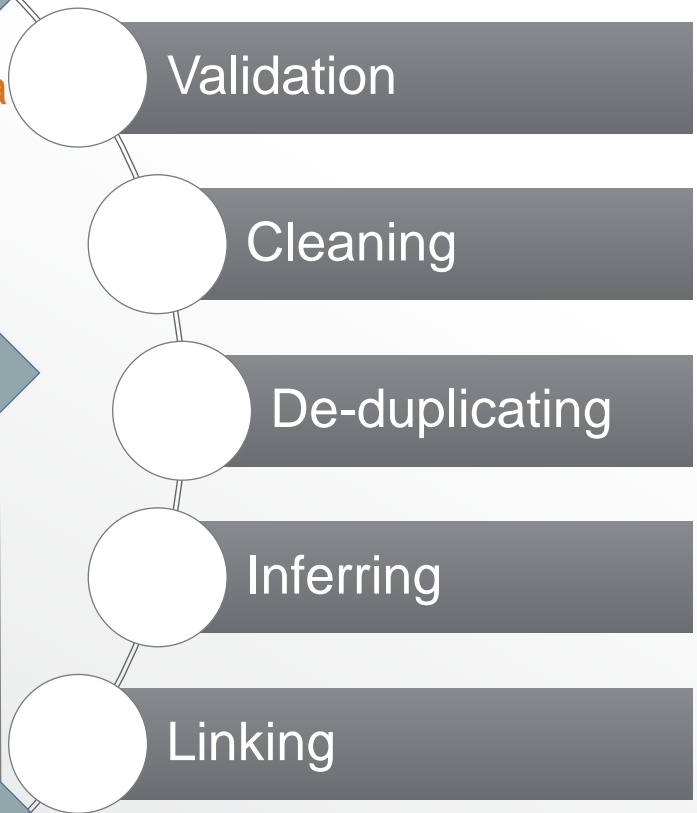 a
Validation
Cleaning
De-duplicating
Inferring
Linking